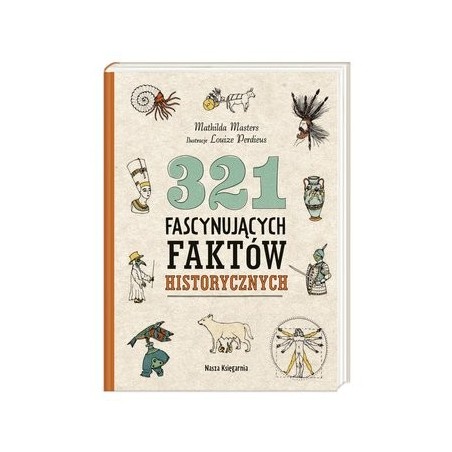 Mathilda Masters
Ilustracje Louize Perdieus
321
FASCYNUJĄCYCH
FAKTÓW
HISTORYCZNYCH
Nasza Księgarnia